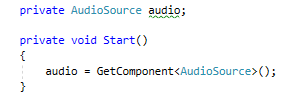 private AudioSource audio;
private void Start()
{
audio = GetComponent<AudioSource>();
}